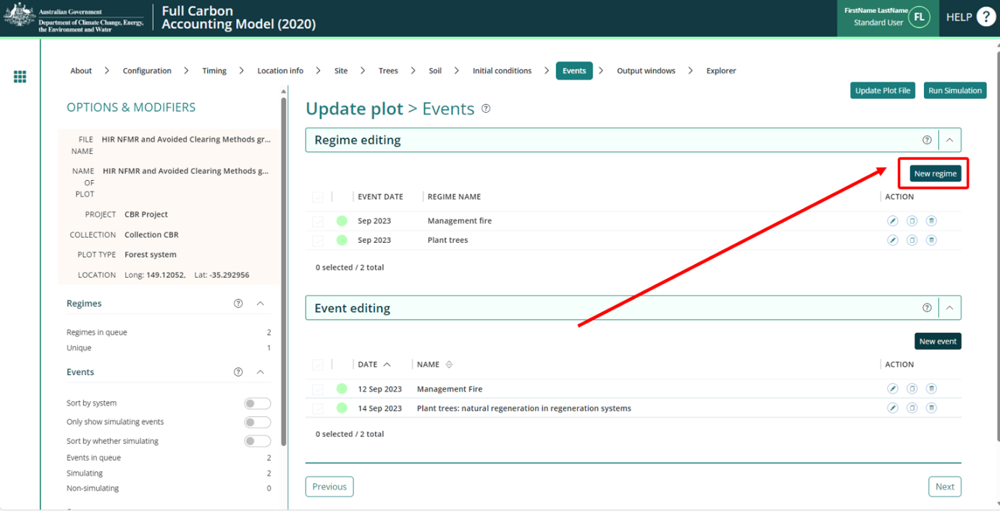 Australian Government
Department of Climate Change, Energy,
the Environment and Water
Full Carbon
Accounting Model (2020)
FirstName LastName
Standard User
FL
HELP ?
About > Configuration > Timing > Location info > Site > Trees > Soil > Initial conditions > Events > Output windows > Explorer
Update Plot File Run Simulation
OPTIONS & MODIFIERS
FILE NAME HIR NFMR and Avoided Clearing Methods gr...
NAME OF PLOT HIR NFMR and Avoided Clearing Methods g...
PROJECT CBR Project
COLLECTION Collection CBR
PLOT TYPE Forest system
LOCATION Long: 149.12052, Lat: -35.292956
Regimes ?
Regimes in queue 2
Unique 1
Events ?
Sort by system
Only show simulating events
Sort by whether simulating
Events in queue 2
Simulating 2
Non-simulating 0
Update plot > Events ?
Regime editing ?
New regime
EVENT DATE REGIME NAME ACTION
Sep 2023 Management fire
Sep 2023 Plant trees
0 selected / 2 total
Event editing ?
New event
DATE NAME ACTION
12 Sep 2023 Management Fire
14 Sep 2023 Plant trees: natural regeneration in regeneration systems
0 selected / 2 total
Previous Next